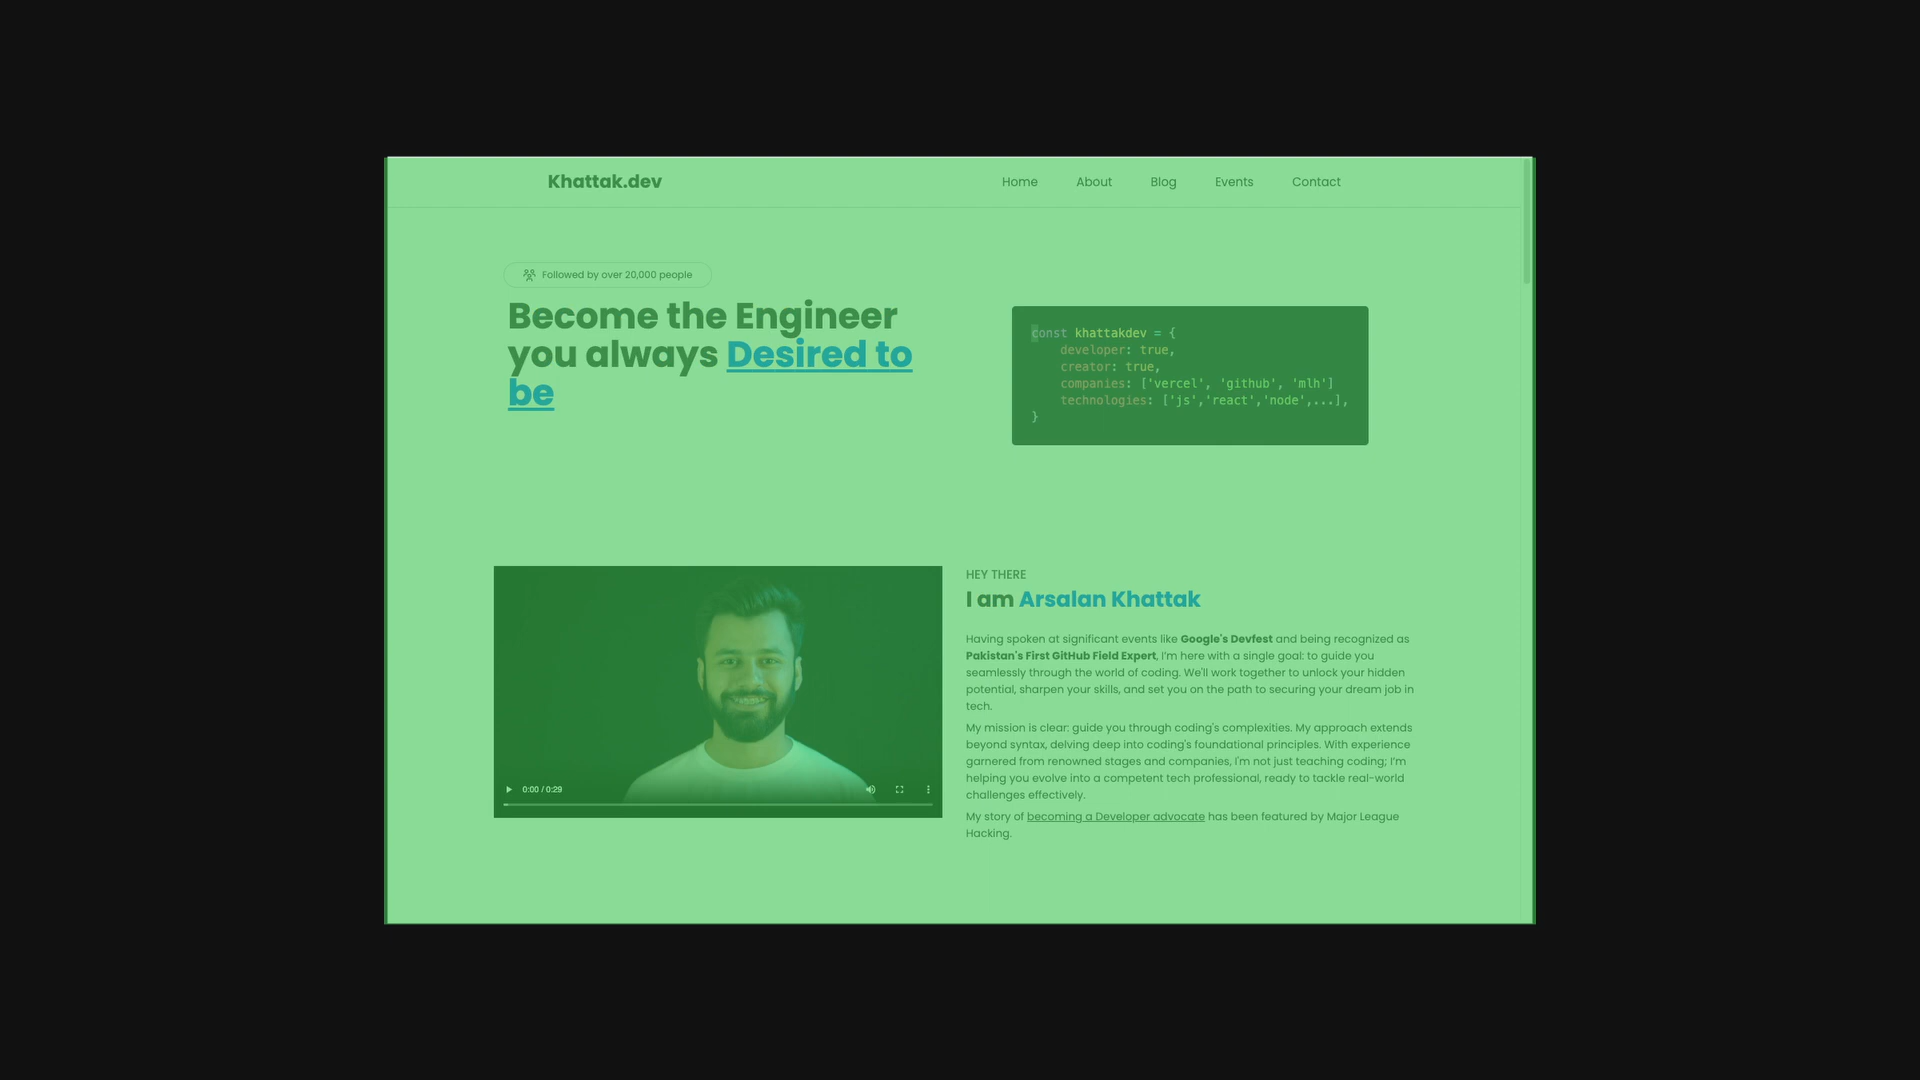 Khattak.dev
Home
About
Blog
Events
Contact
Followed by over 20,000 people
Become the Engineer
you always Desired to
be
const khattakdev = {
    developer: true,
    creator: true,
    companies: ['vercel', 'github', 'mlh']
    technologies: ['js','react','node',...],
}
0:00 / 0:29
HEY THERE
I am Arsalan Khattak
Having spoken at significant events like Google's Devfest and being recognized as
Pakistan's First GitHub Field Expert, I'm here with a single goal: to guide you
seamlessly through the world of coding. We'll work together to unlock your hidden
potential, sharpen your skills, and set you on the path to securing your dream job in
tech.
My mission is clear: guide you through coding's complexities. My approach extends
beyond syntax, delving deep into coding's foundational principles. With experience
garnered from renowned stages and companies, I'm not just teaching coding; I'm
helping you evolve into a competent tech professional, ready to tackle real-world
challenges effectively.
My story of becoming a Developer advocate has been featured by Major League
Hacking.